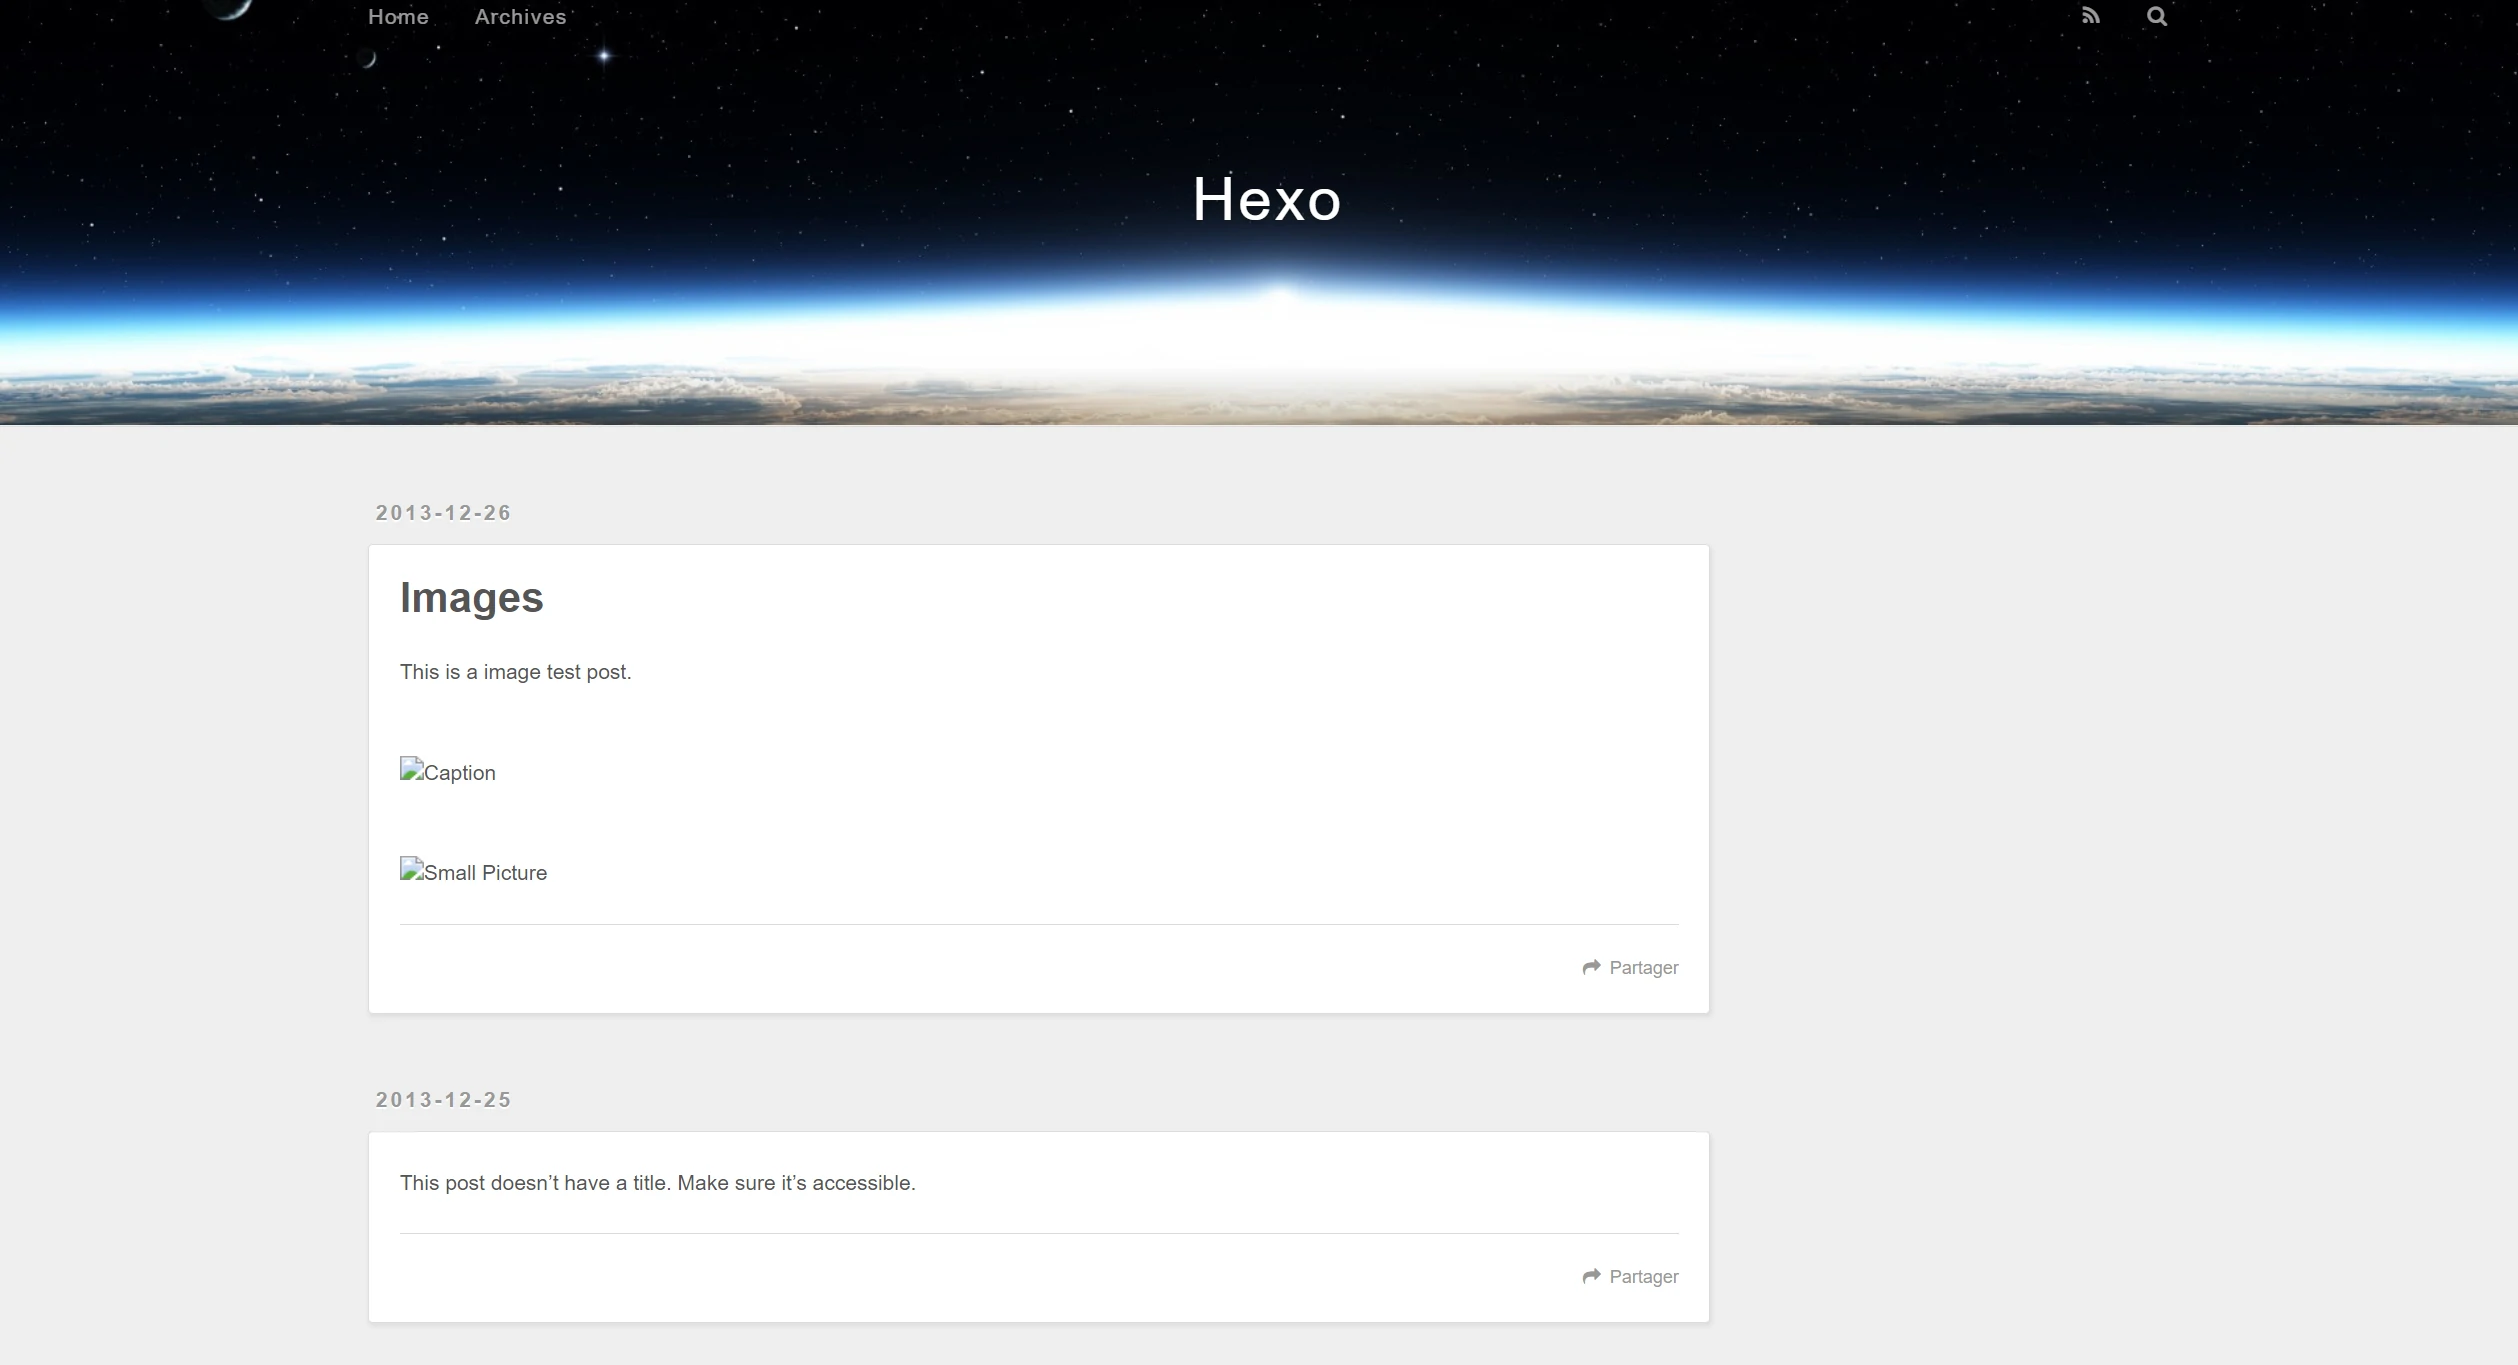 Home Archives
Hexo
2013-12-26
Images
This is a image test post.
Caption
Small Picture
Partager
2013-12-25
This post doesn’t have a title. Make sure it’s accessible.
Partager